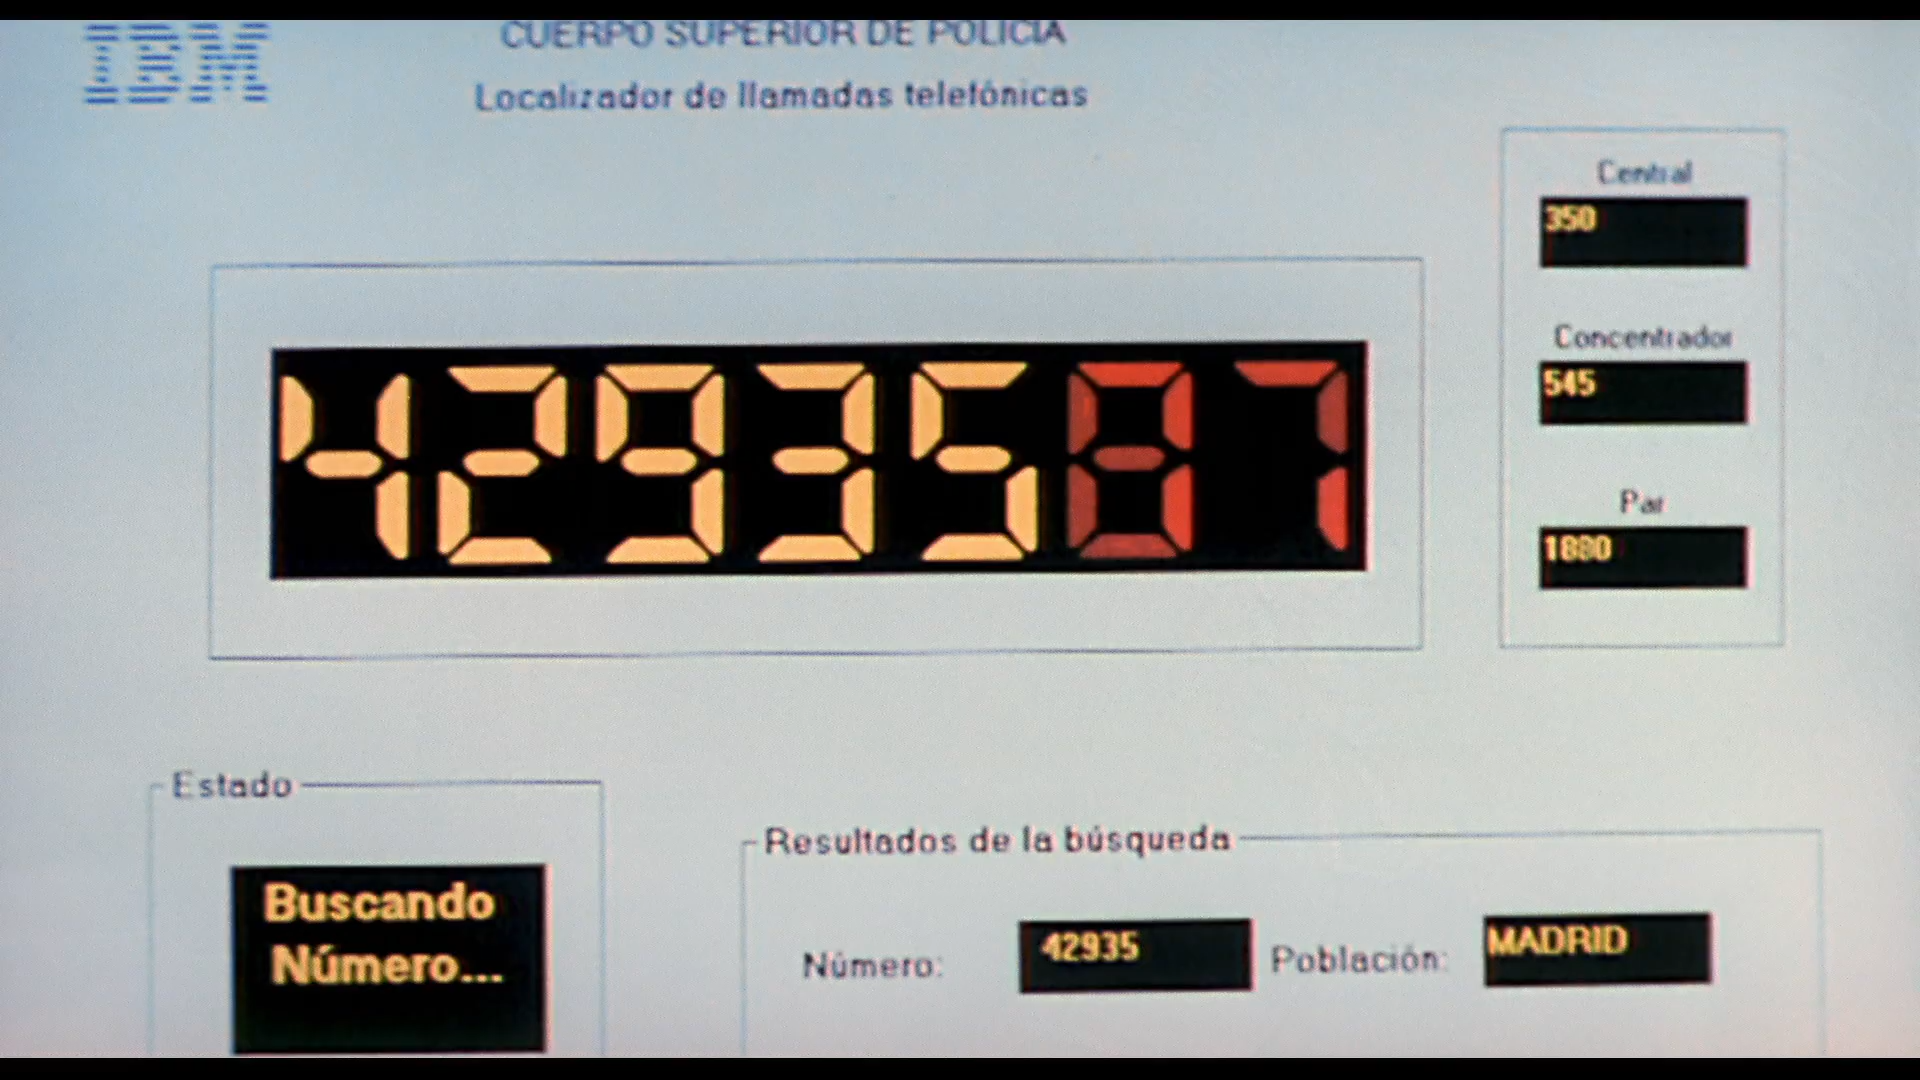 IBM
CUERPO SUPERIOR DE POLICIA
Localizador de llamadas telefónicas
Central
350
Concentrador
545
Par
1880
4293587
Estado
Buscando
Número...
Resultados de la búsqueda
Número:
42935
Población:
MADRID